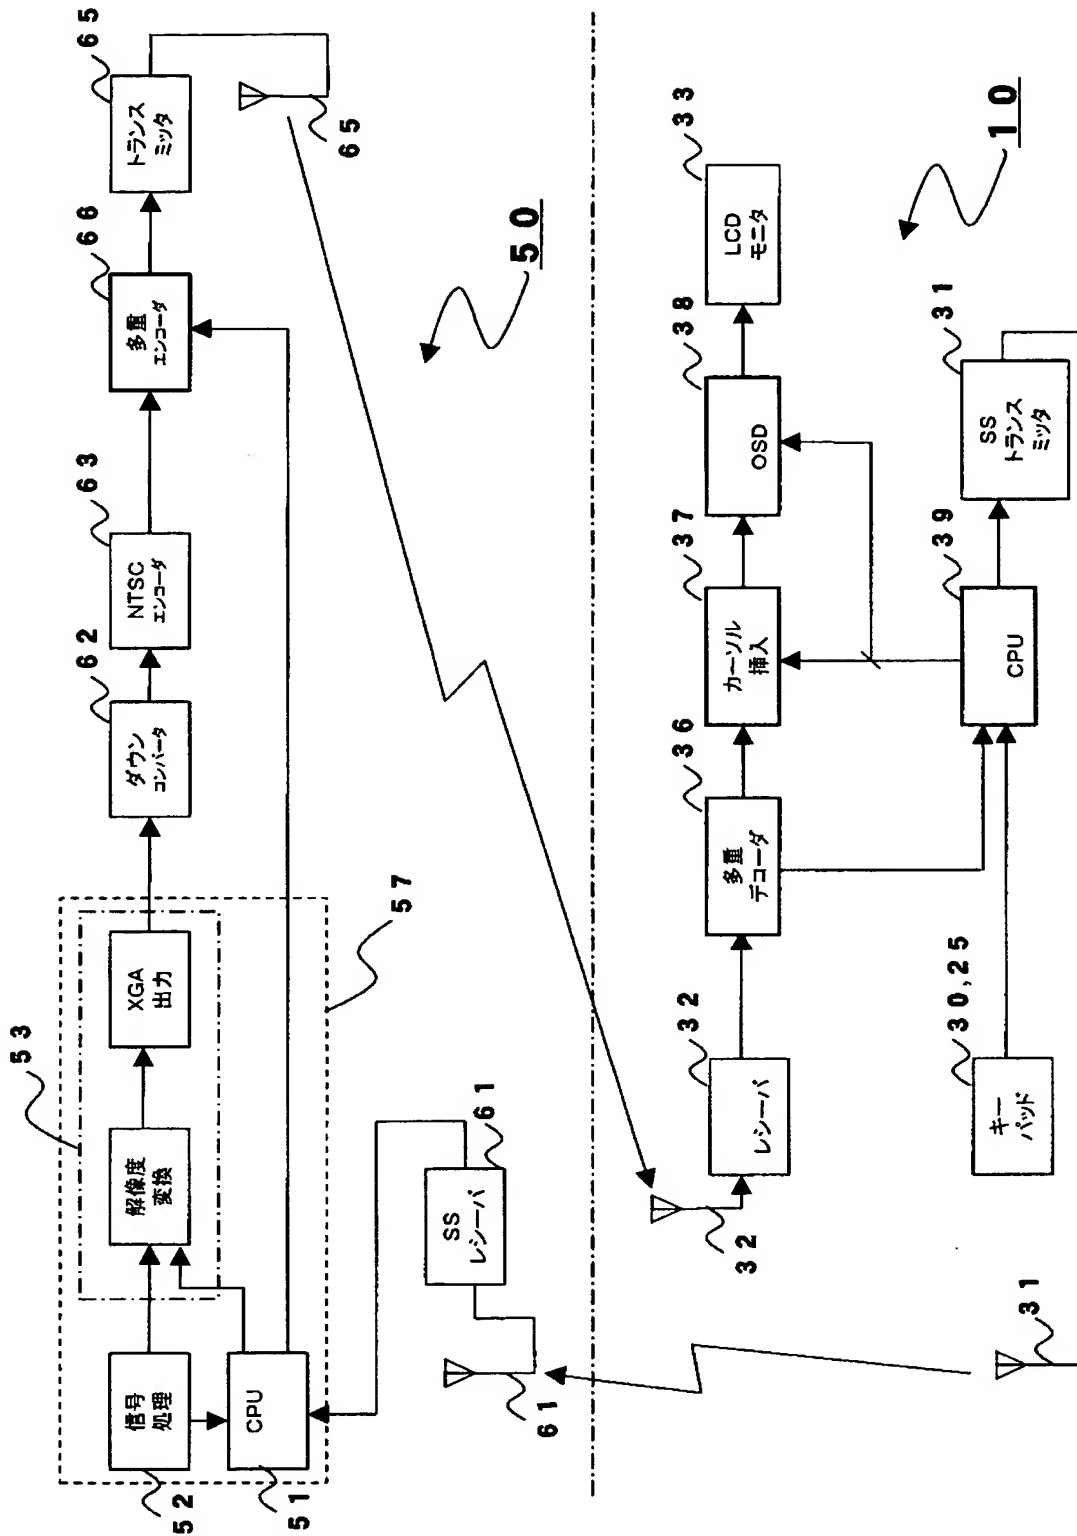 53
57
52
信号
処理
51
CPU
解像度
変換
XGA
出力
62
ダウン
コンバータ
63
NTSC
エンコーダ
66
多重
エンコーダ
65
トランス
ミッタ
65
50
61
SS
レシーバ
61
32
32
レシーバ
36
多重
デコーダ
37
カーソル
挿入
38
OSD
33
LCD
モニタ
10
30,25
キー
パッド
39
CPU
31
SS
トランス
ミッタ
31